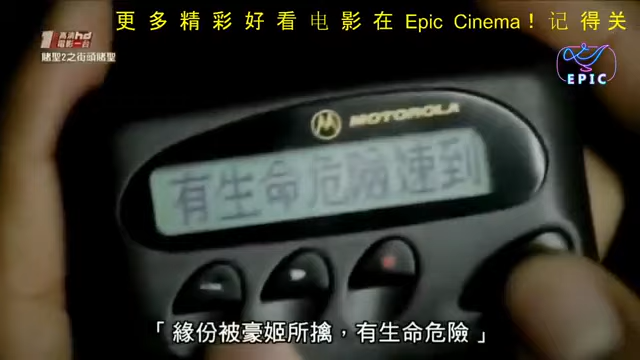 更多精彩好看电影在 Epic Cinema！记得关
1 高清hd
電影一台
賭聖2之街頭賭聖
EPIC
MOTOROLA
有生命危險速到
「緣份被豪姬所擒，有生命危險」